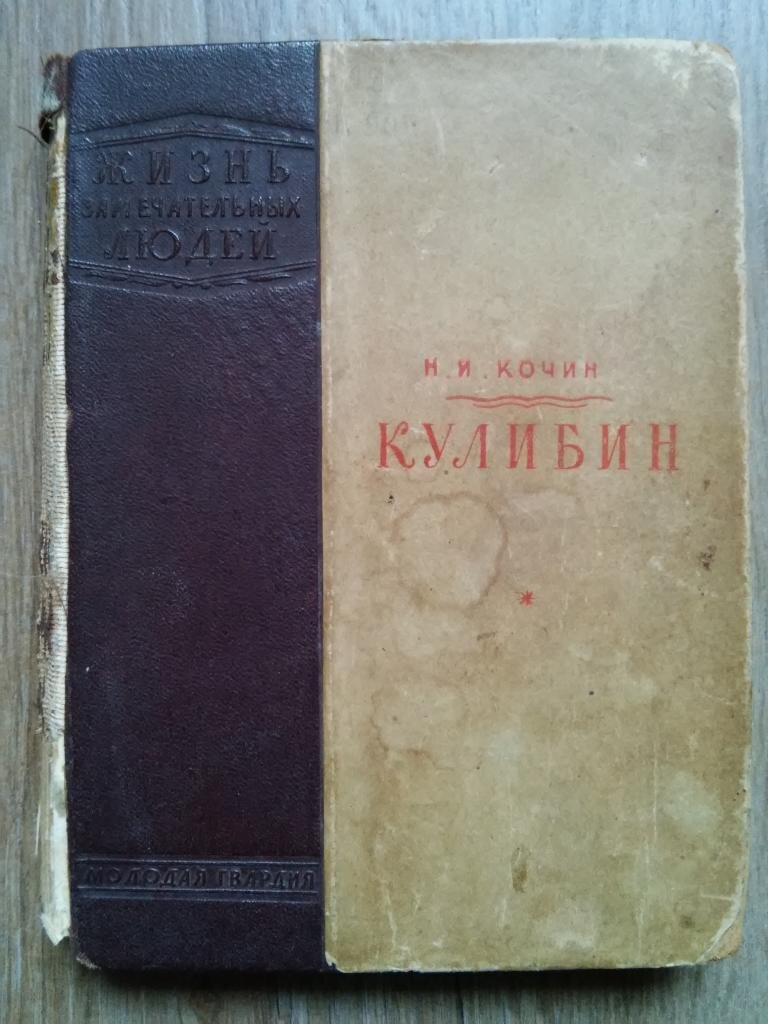 ЖИЗНЬ
ЗАМЕЧАТЕЛЬНЫХ
ЛЮДЕЙ
Н. И. КОЧИН
КУЛИБИН
МОЛОДАЯ ГВАРДИЯ